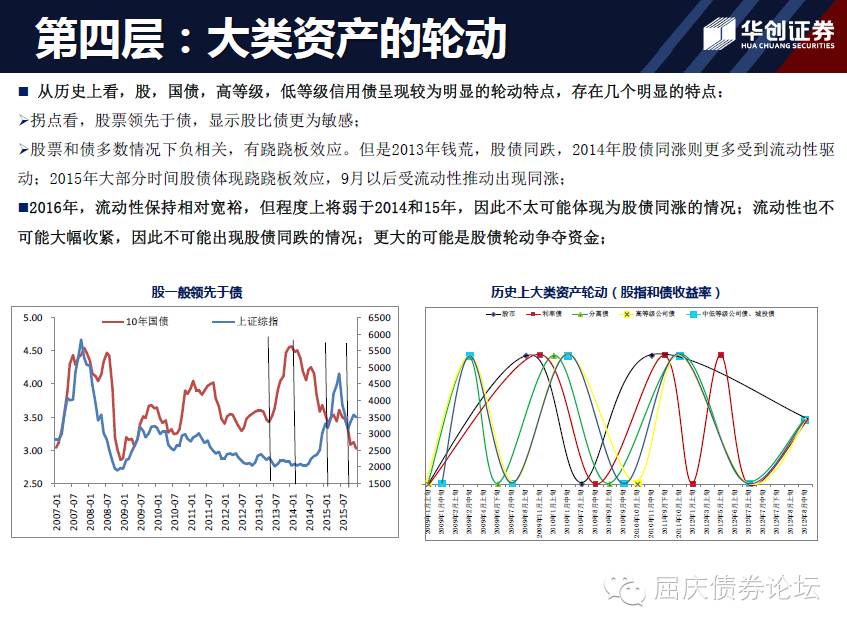 第四层：大类资产的轮动
华创证券
HUA CHUANG SECURITIES
■ 从历史上看，股，国债，高等级，低等级信用债呈现较为明显的轮动特点，存在几个明显的特点：
➢拐点看，股票领先于债，显示股比债更为敏感；
➢股票和债多数情况下负相关，有跷跷板效应。但是2013年钱荒，股债同跌，2014年股债同涨则更多受到流动性驱
动；2015年大部分时间股债体现跷跷板效应，9月以后受流动性推动出现同涨；
■2016年，流动性保持相对宽裕，但程度上将弱于2014和15年，因此不太可能体现为股债同涨的情况；流动性也不
可能大幅收紧，因此不可能出现股债同跌的情况；更大的可能是股债轮动争夺资金；
股一般领先于债
10年国债 上证综指
5.00 4.50 4.00 3.50 3.00 2.50
6500 6000 5500 5000 4500 4000 3500 3000 2500 2000 1500
2007-01 2007-07 2008-01 2008-07 2009-01 2009-07 2010-01 2010-07 2011-01 2011-07 2012-01 2012-07 2013-01 2013-07 2014-01 2014-07 2015-01 2015-07
历史上大类资产轮动（股指和债收益率）
股市 利率债 分离债 高等级公司债 中低等级公司债、城投债
屈庆债券论坛